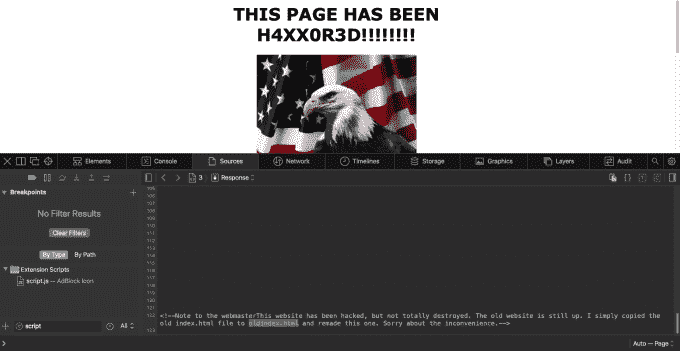 THIS PAGE HAS BEEN
H4XX0R3D!!!!!!!!
Elements
Console
Sources
Network
Timelines
Storage
Graphics
Layers
Audit
3
Response
Breakpoints
No Filter Results
Clear Filters
By Type
By Path
Extension Scripts
script.js — AdBlock Icon
105
106
107
108
109
110
111
112
113
114
115
116
117
118
119
120
121
122
<!--Note to the webmasterThis website has been hacked, but not totally destroyed. The old website is still up. I simply copied the
old index.html file to oldindex.html and remade this one. Sorry about the inconvenience.-->
123
script
All
Auto — Page